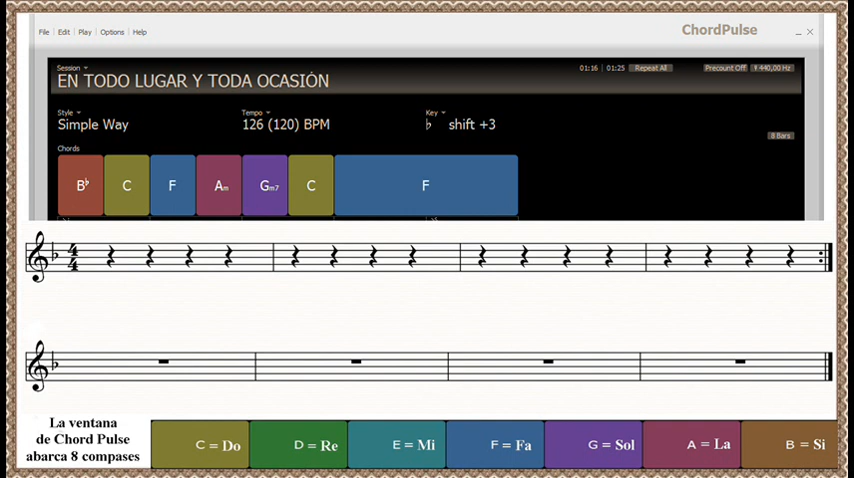 File Edit Play Options Help
ChordPulse
Session
01:16 01:25 Repeat All Precount Off 440,00 Hz
EN TODO LUGAR Y TODA OCASIÓN
Style Tempo Key
Simple Way 126 (120) BPM ♭ shift +3
8 Bars
Chords
B♭ C F Am Gm7 C F
4
4
La ventana
de Chord Pulse
abarca 8 compases
C = Do D = Re E = Mi F = Fa G = Sol A = La B = Si